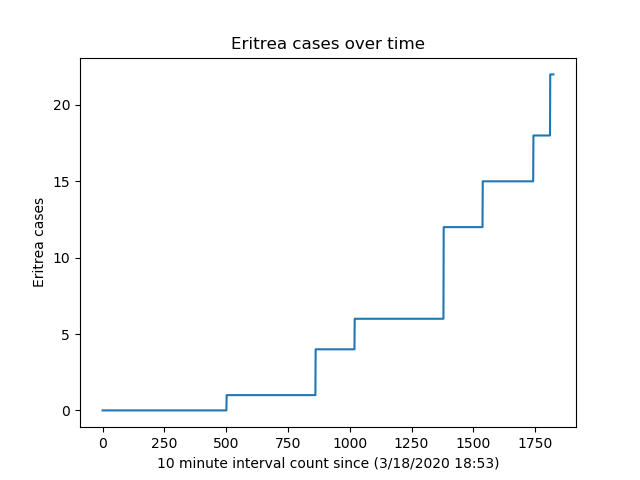 Eritrea cases over time
20
15
10
5
0
Eritrea cases
0 250 500 750 1000 1250 1500 1750
10 minute interval count since (3/18/2020 18:53)